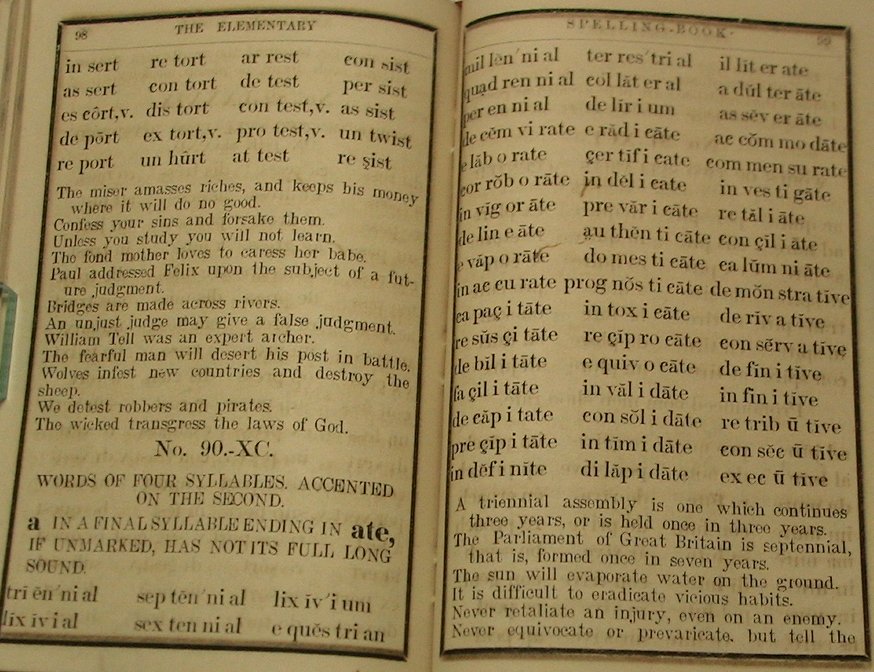 98 THE ELEMENTARY
in sert re tort ar rest con sist
as sert con tort de test per sist
es côrt,v. dis tort con test,v. as sist
de pōrt ex tort,v. pro test,v. un twist
re port un hûrt at test re şist
The miser amasses riches, and keeps his money
where it will do no good.
Confess your sins and forsake them.
Unless you study you will not learn.
The fond mother loves to caress her babe.
Paul addressed Felix upon the subject of a fut-
ure judgment.
Bridges are made across rivers.
An unjust judge may give a false judgment.
William Tell was an expert archer.
The fearful man will desert his post in battle.
Wolves infest new countries and destroy the
sheep.
We detest robbers and pirates.
The wicked transgress the laws of God.
No. 90.-XC.
WORDS OF FOUR SYLLABLES, ACCENTED
ON THE SECOND.
a IN A FINAL SYLLABLE ENDING IN ate,
IF UNMARKED, HAS NOT ITS FULL LONG
SOUND.
trī ĕn´ni al sep tĕn´ni al lix ĭv´i um
lix ĭv i al sex ten ni al e quĕs tri an
SPELLING-BOOK. 99
mil lĕn´ni al ter res´tri al il lĭt er ate
quad ren ni al col lăt er al a dŭl ter āte
per en ni al de lĭr i um as sĕv er āte
de cĕm vi rate e răd i cāte ac cŏm mo dāte
e lăb o rate çer tĭf i cate com men su rate
cor rŏb o rāte in dĕl i cate in ves ti gāte
in vĭg or āte pre văr i cāte re tăl i āte
de lin e āte au thĕn ti cāte con çĭl i ate
e văp o rāte do mes ti cāte ca lŭm ni āte
in ac cu rate prog nŏs ti cāte de mŏn stra tĭve
ca paç i tāte in tox i cāte de rĭv a tĭve
re sŭs çi tāte re çĭp ro cāte con sĕrv a tĭve
de bĭl i tāte e quiv o cāte de fin i tĭve
fa çil i tāte in văl i dāte in fin i tĭve
de căp i tate con sŏl i dāte re trib ū tive
pre çĭp i tāte in tĭm i dāte con sĕc ū tive
in dĕf i nĭte di lăp i dāte ex ec ū tive
A triennial assembly is one which continues
three years, or is held once in three years.
The Parliament of Great Britain is septennial,
that is, formed once in seven years.
The sun will evaporate water on the ground.
It is difficult to eradicate vicious habits.
Never retaliate an injury, even on an enemy.
Never equivocate or prevaricate, but tell the